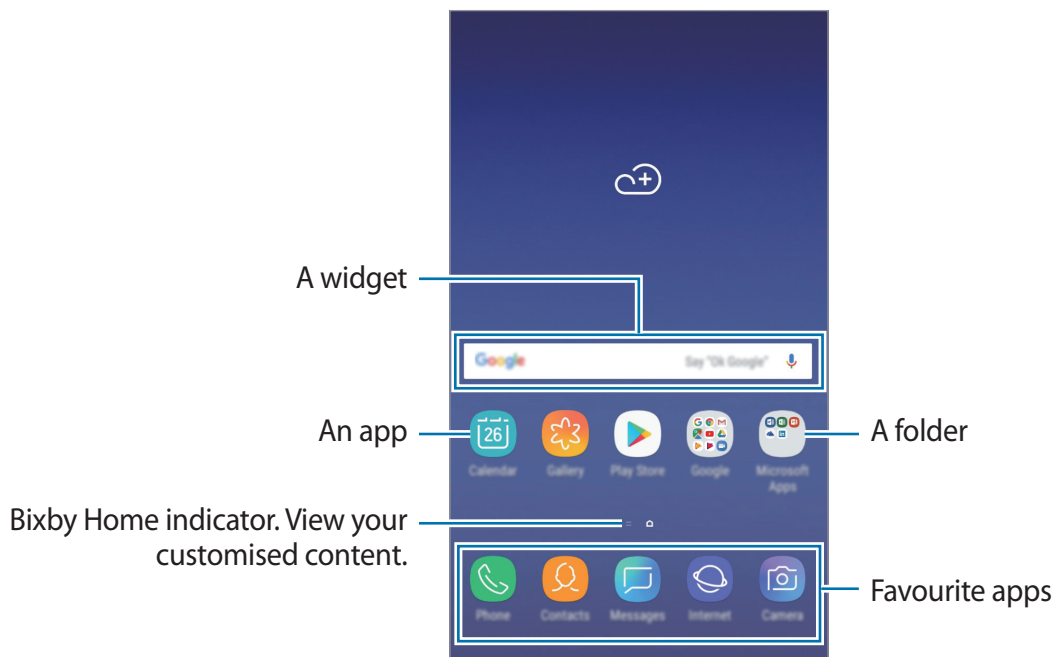 A widget
Google Say "Ok Google"
An app
26
A folder
Calendar Gallery Play Store Google Microsoft
Apps
Bixby Home indicator. View your
customised content.
Favourite apps
Phone Contacts Messages Internet Camera